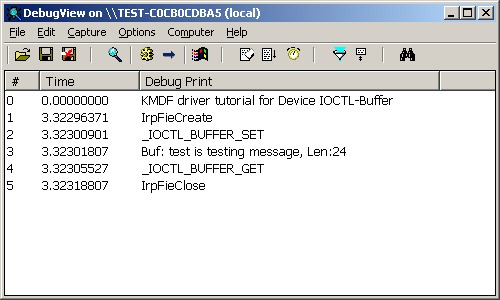 DebugView on \\TEST-C0CB0CDBA5 (local)
File Edit Capture Options Computer Help
# Time Debug Print
0 0.00000000 KMDF driver tutorial for Device IOCTL-Buffer
1 3.32296371 IrpFieCreate
2 3.32300901 _IOCTL_BUFFER_SET
3 3.32301807 Buf: test is testing message, Len:24
4 3.32305527 _IOCTL_BUFFER_GET
5 3.32318807 IrpFieClose